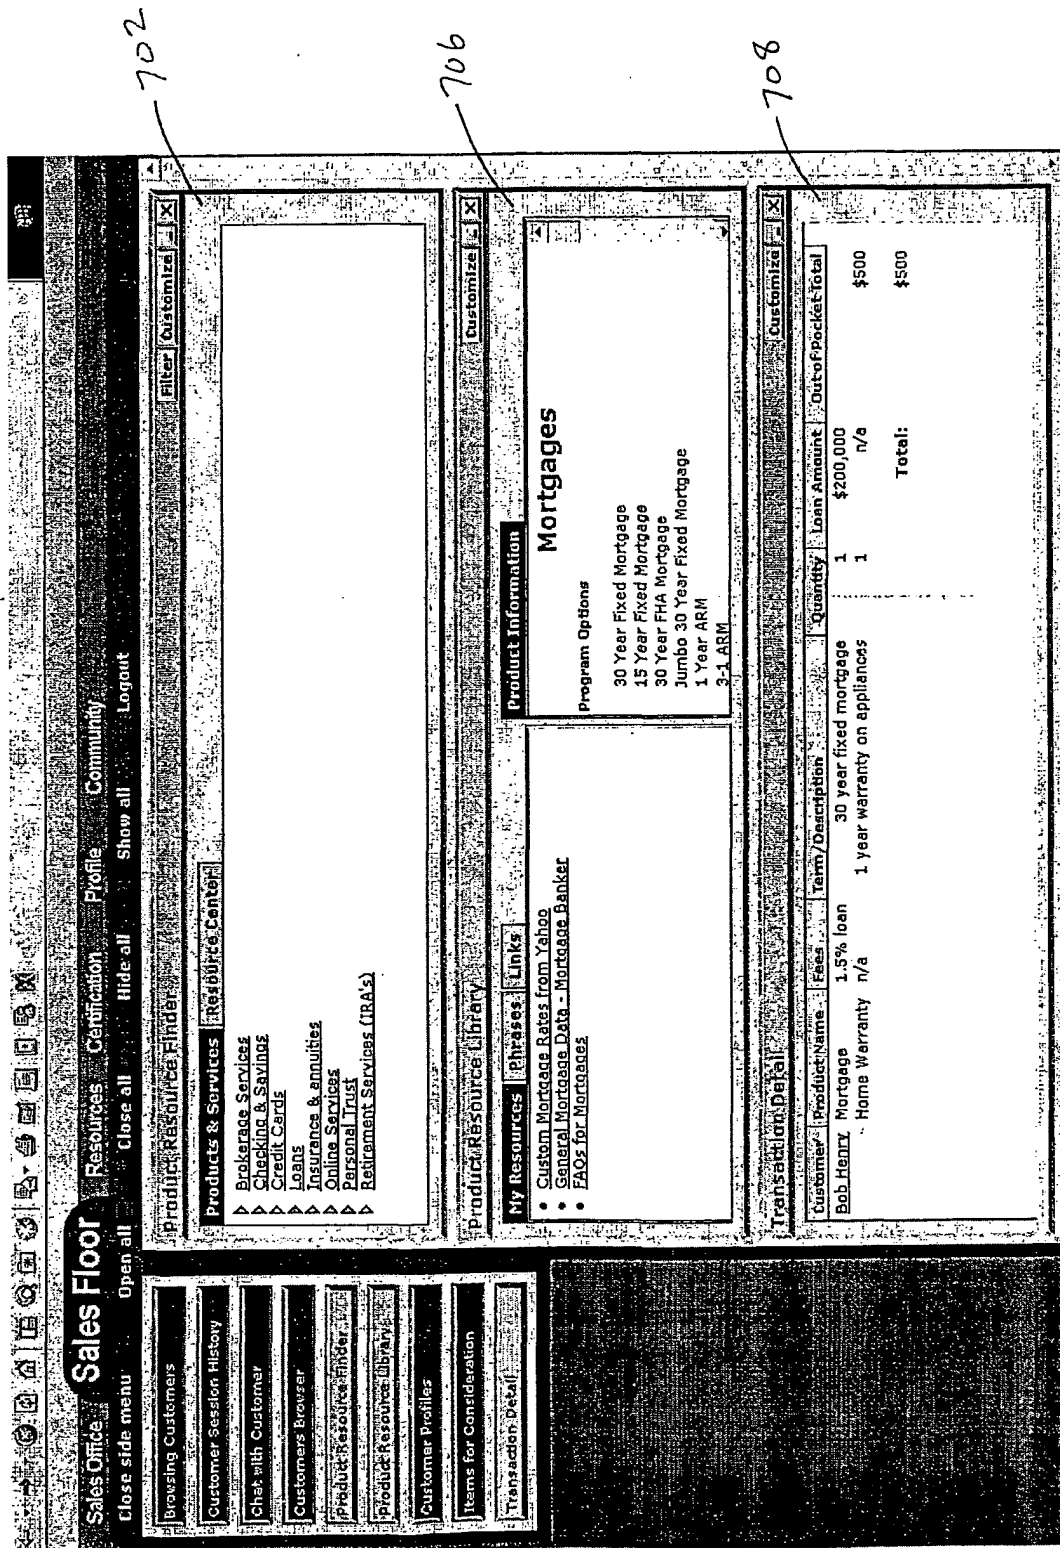 Sales Office Sales Floor Resources Certification Profile Community
Close side menu Open all Close all Hide all Show all Logout
Browsing Customers
Customer Session History
Chat with Customer
Customers Browser
Product Resource Finder
Product Resource Library
Customer Profiles
Items for Consideration
Transaction Detail
Product Resource Finder Filter Customize _ X
702
Products & Services Resource Center
Brokerage Services
Checking & Savings
Credit Cards
Loans
Insurance & annuities
Online Services
Personal Trust
Retirement Services (IRA's)
Product Resource Library Customize _ X
706
My Resources Phrases Links
• Custom Mortgage Rates from Yahoo
• General Mortgage Data - Mortgage Banker
• FAQs for Mortgages
Product Information
Mortgages
Program Options
30 Year Fixed Mortgage
15 Year Fixed Mortgage
30 Year FHA Mortgage
Jumbo 30 Year Fixed Mortgage
1 Year ARM
3-1 ARM
Transaction Detail Customize _ X
708
Customer Product Name Fees Term/Description Quantity Loan Amount Out of Pocket Total
Bob Henry Mortgage 1.5% loan 30 year fixed mortgage 1 $200,000
Home Warranty n/a 1 year warranty on appliances 1 n/a $500
Total: $500